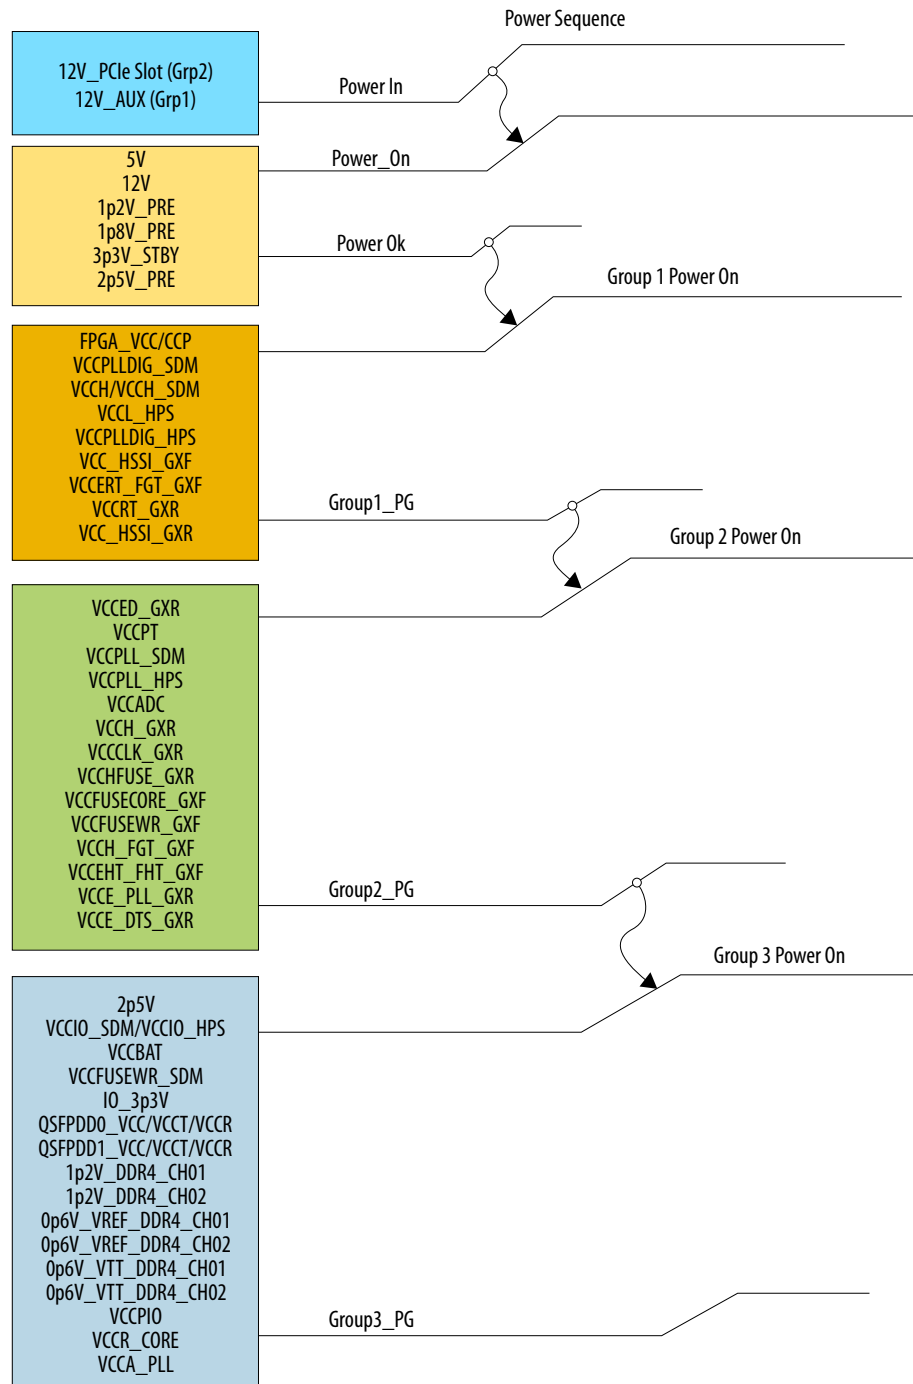 Power Sequence
12V_PCIe Slot (Grp2)
12V_AUX (Grp1)
Power In
5V
12V
1p2V_PRE
1p8V_PRE
3p3V_STBY
2p5V_PRE
Power_On
Power Ok
Group 1 Power On
FPGA_VCC/CCP
VCCPLLDIG_SDM
VCCH/VCCH_SDM
VCCL_HPS
VCCPLLDIG_HPS
VCC_HSSI_GXF
VCCERT_FGT_GXF
VCCRT_GXR
VCC_HSSI_GXR
Group1_PG
Group 2 Power On
VCCED_GXR
VCCPT
VCCPLL_SDM
VCCPLL_HPS
VCCADC
VCCH_GXR
VCCCLK_GXR
VCCHFUSE_GXR
VCCFUSECORE_GXF
VCCFUSEWR_GXF
VCCH_FGT_GXF
VCCEHT_FHT_GXF
VCCE_PLL_GXR
VCCE_DTS_GXR
Group2_PG
Group 3 Power On
2p5V
VCCIO_SDM/VCCIO_HPS
VCCBAT
VCCFUSEWR_SDM
IO_3p3V
QSFPDD0_VCC/VCCT/VCCR
QSFPDD1_VCC/VCCT/VCCR
1p2V_DDR4_CH01
1p2V_DDR4_CH02
0p6V_VREF_DDR4_CH01
0p6V_VREF_DDR4_CH02
0p6V_VTT_DDR4_CH01
0p6V_VTT_DDR4_CH02
VCCPIO
VCCR_CORE
VCCA_PLL
Group3_PG